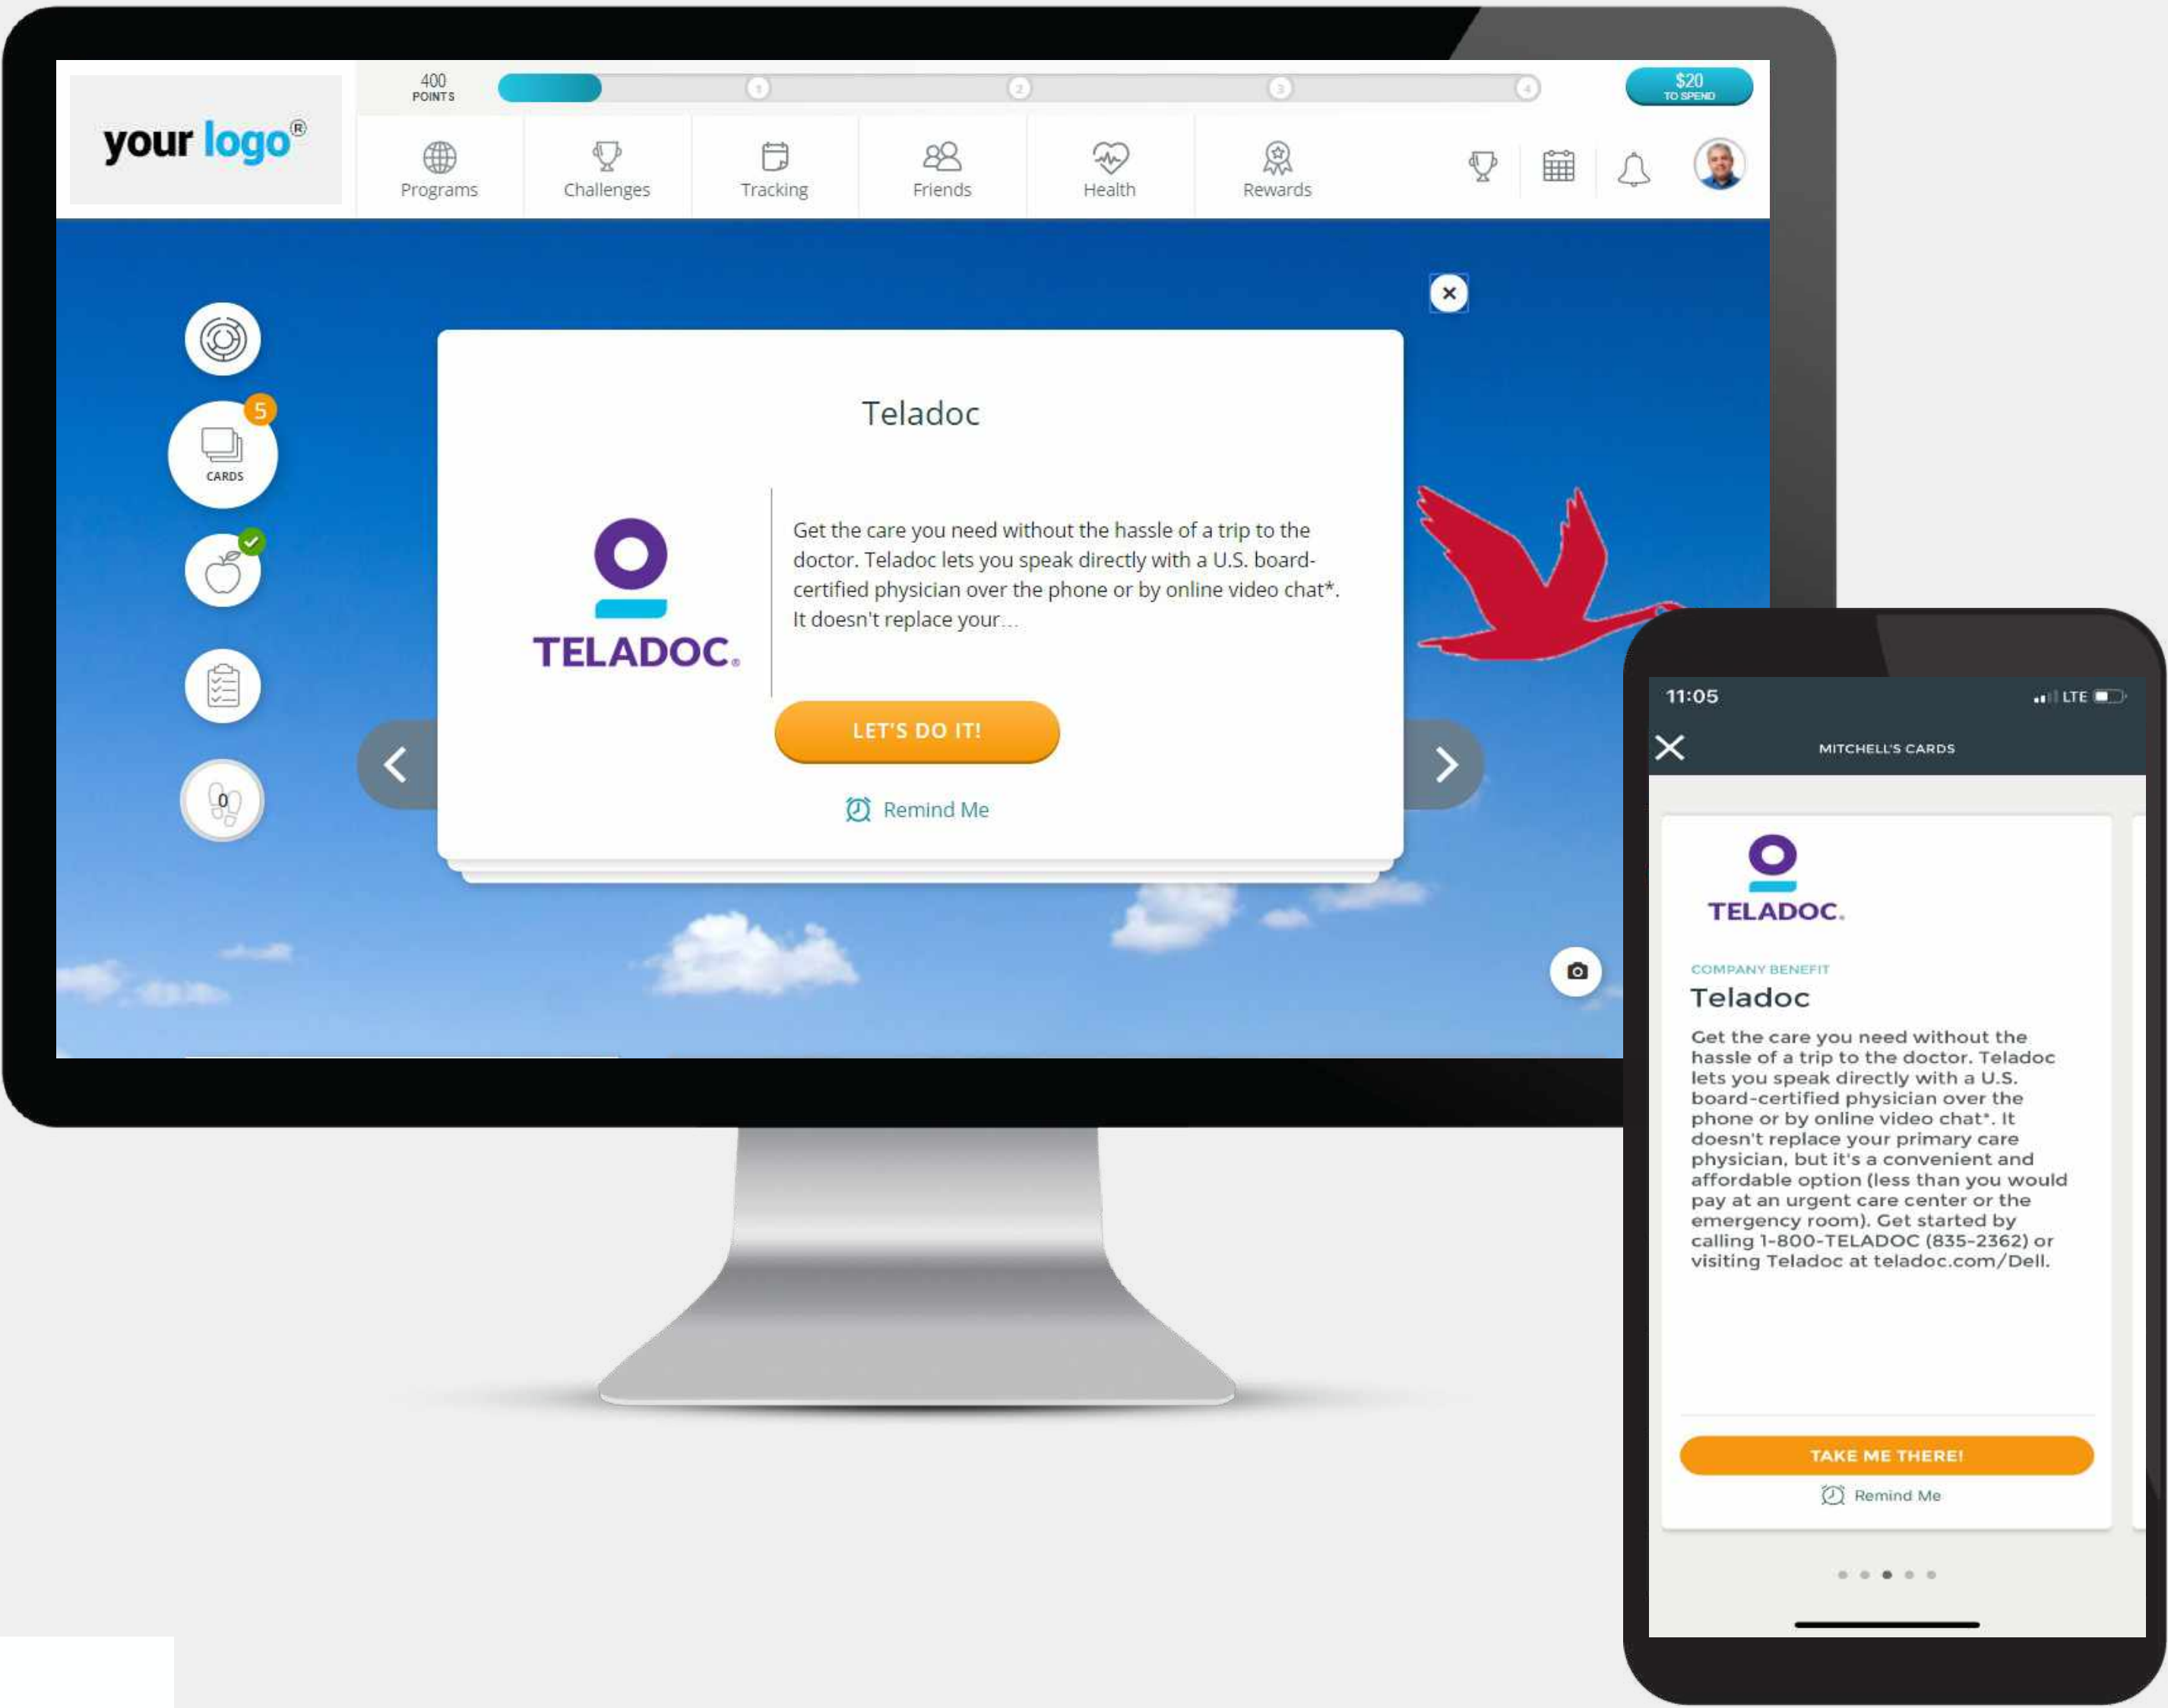 400
POINTS
1
2
3
4
$20
TO SPEND
your logo®
Programs
Challenges
Tracking
Friends
Health
Rewards
5
CARDS
0
Teladoc
TELADOC®
Get the care you need without the hassle of a trip to the
doctor. Teladoc lets you speak directly with a U.S. board-
certified physician over the phone or by online video chat*.
It doesn't replace your...
LET'S DO IT!
Remind Me
11:05
LTE
MITCHELL'S CARDS
TELADOC®
COMPANY BENEFIT
Teladoc
Get the care you need without the
hassle of a trip to the doctor. Teladoc
lets you speak directly with a U.S.
board-certified physician over the
phone or by online video chat*. It
doesn't replace your primary care
physician, but it's a convenient and
affordable option (less than you would
pay at an urgent care center or the
emergency room). Get started by
calling 1-800-TELADOC (835-2362) or
visiting Teladoc at teladoc.com/Dell.
TAKE ME THERE!
Remind Me